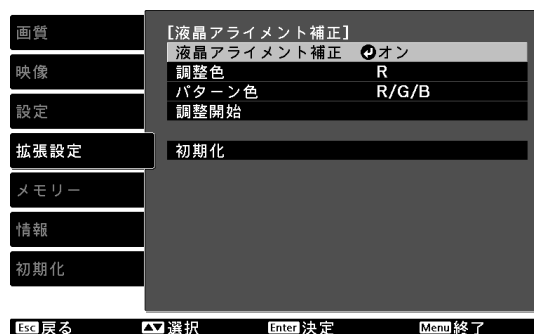 画質
映像
設定
拡張設定
メモリー
情報
初期化
[液晶アライメント補正]
液晶アライメント補正 オン
調整色 R
パターン色 R/G/B
調整開始
初期化
Esc 戻る 選択 Enter 決定 Menu 終了